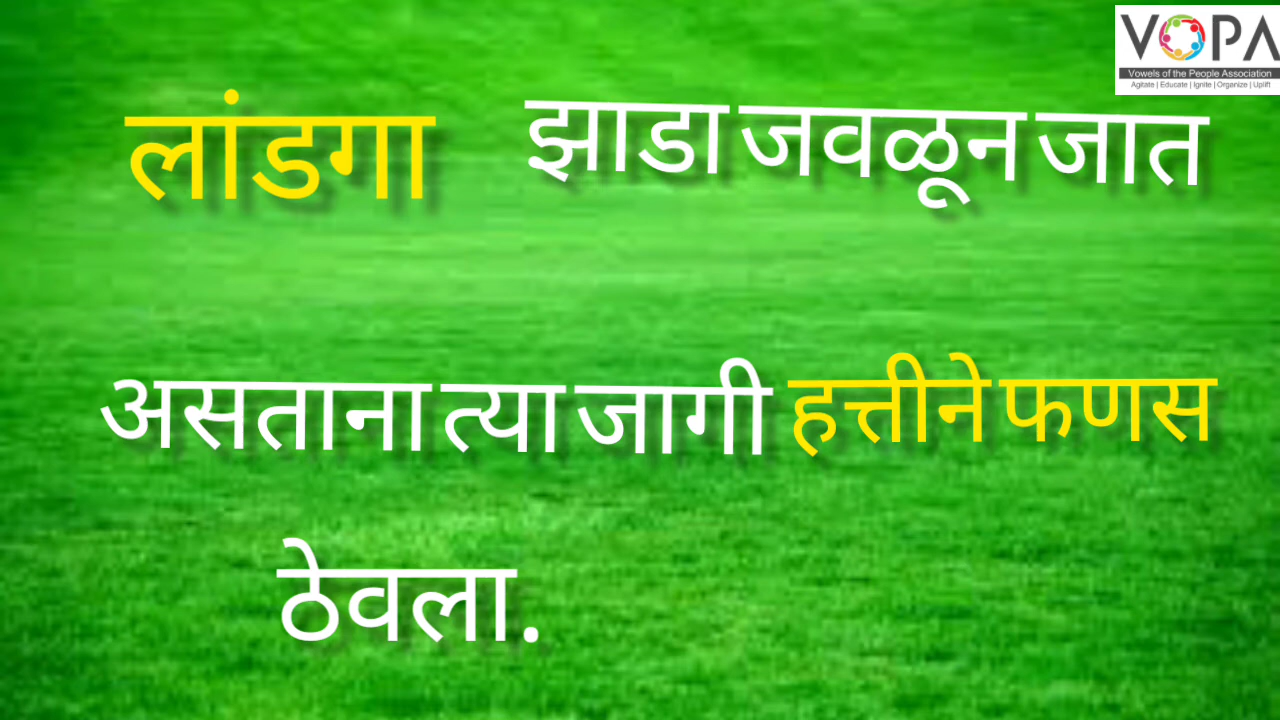 VOPA
Vowels of the People Association
Agitate | Educate | Ignite | Organize | Uplift
लांडगा झाडा जवळून जात
असताना त्या जागी हत्तीने फणस
ठेवला.